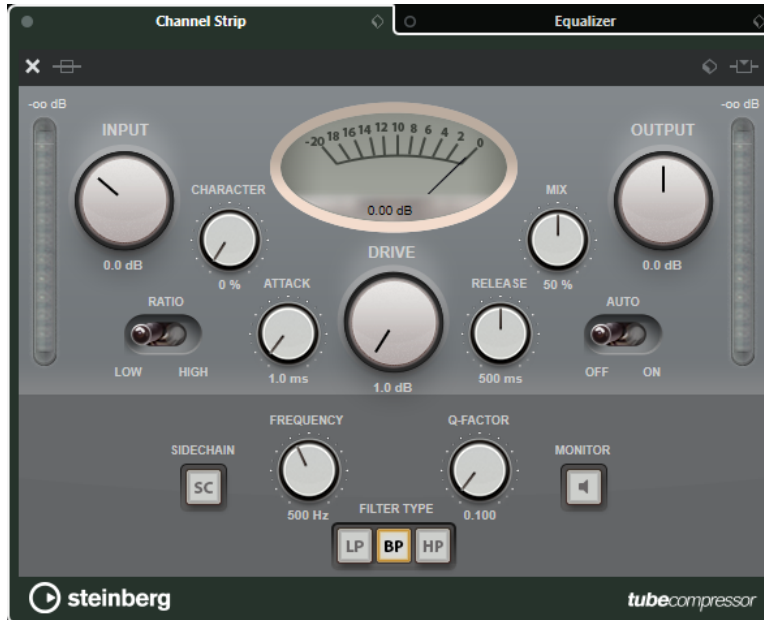 Channel Strip
Equalizer
-oo dB
-oo dB
INPUT
OUTPUT
-20 18 16 14 12 10 8 6 4 2 0
0.00 dB
CHARACTER
MIX
0.0 dB
0.0 dB
DRIVE
0 %
ATTACK
RELEASE
50 %
RATIO
AUTO
LOW
HIGH
1.0 ms
1.0 dB
500 ms
OFF
ON
FREQUENCY
Q-FACTOR
SIDECHAIN
MONITOR
SC
500 Hz
FILTER TYPE
0.100
LP
BP
HP
steinberg
tubecompressor